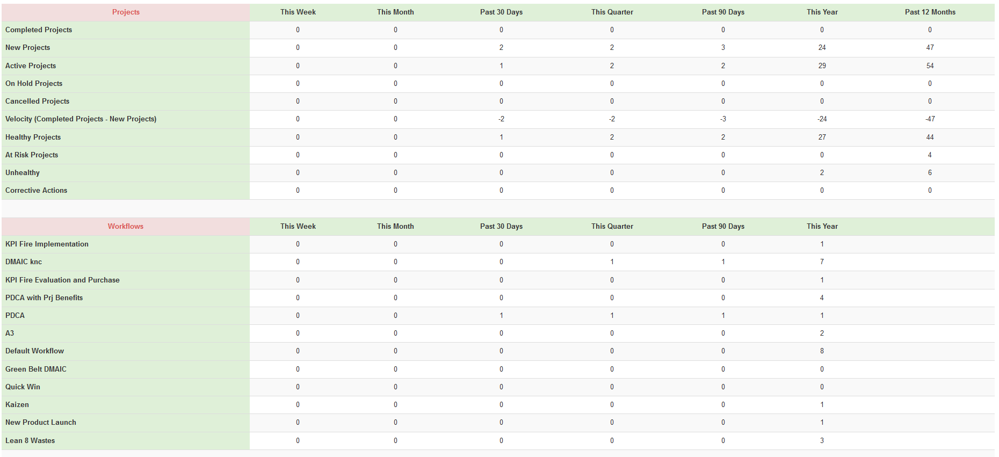 Projects This Week This Month Past 30 Days This Quarter Past 90 Days This Year Past 12 Months
Completed Projects 0 0 0 0 0 0 0
New Projects 0 0 2 2 3 24 47
Active Projects 0 0 1 2 2 29 54
On Hold Projects 0 0 0 0 0 0 0
Cancelled Projects 0 0 0 0 0 0 0
Velocity (Completed Projects - New Projects) 0 0 -2 -2 -3 -24 -47
Healthy Projects 0 0 1 2 2 27 44
At Risk Projects 0 0 0 0 0 0 4
Unhealthy 0 0 0 0 0 2 6
Corrective Actions 0 0 0 0 0 0 0
Workflows This Week This Month Past 30 Days This Quarter Past 90 Days This Year
KPI Fire Implementation 0 0 0 0 0 1
DMAIC knc 0 0 0 1 1 7
KPI Fire Evaluation and Purchase 0 0 0 0 0 1
PDCA with Prj Benefits 0 0 0 0 0 4
PDCA 0 0 1 1 1 1
A3 0 0 0 0 0 2
Default Workflow 0 0 0 0 0 8
Green Belt DMAIC 0 0 0 0 0 0
Quick Win 0 0 0 0 0 0
Kaizen 0 0 0 0 0 1
New Product Launch 0 0 0 0 0 1
Lean 8 Wastes 0 0 0 0 0 3